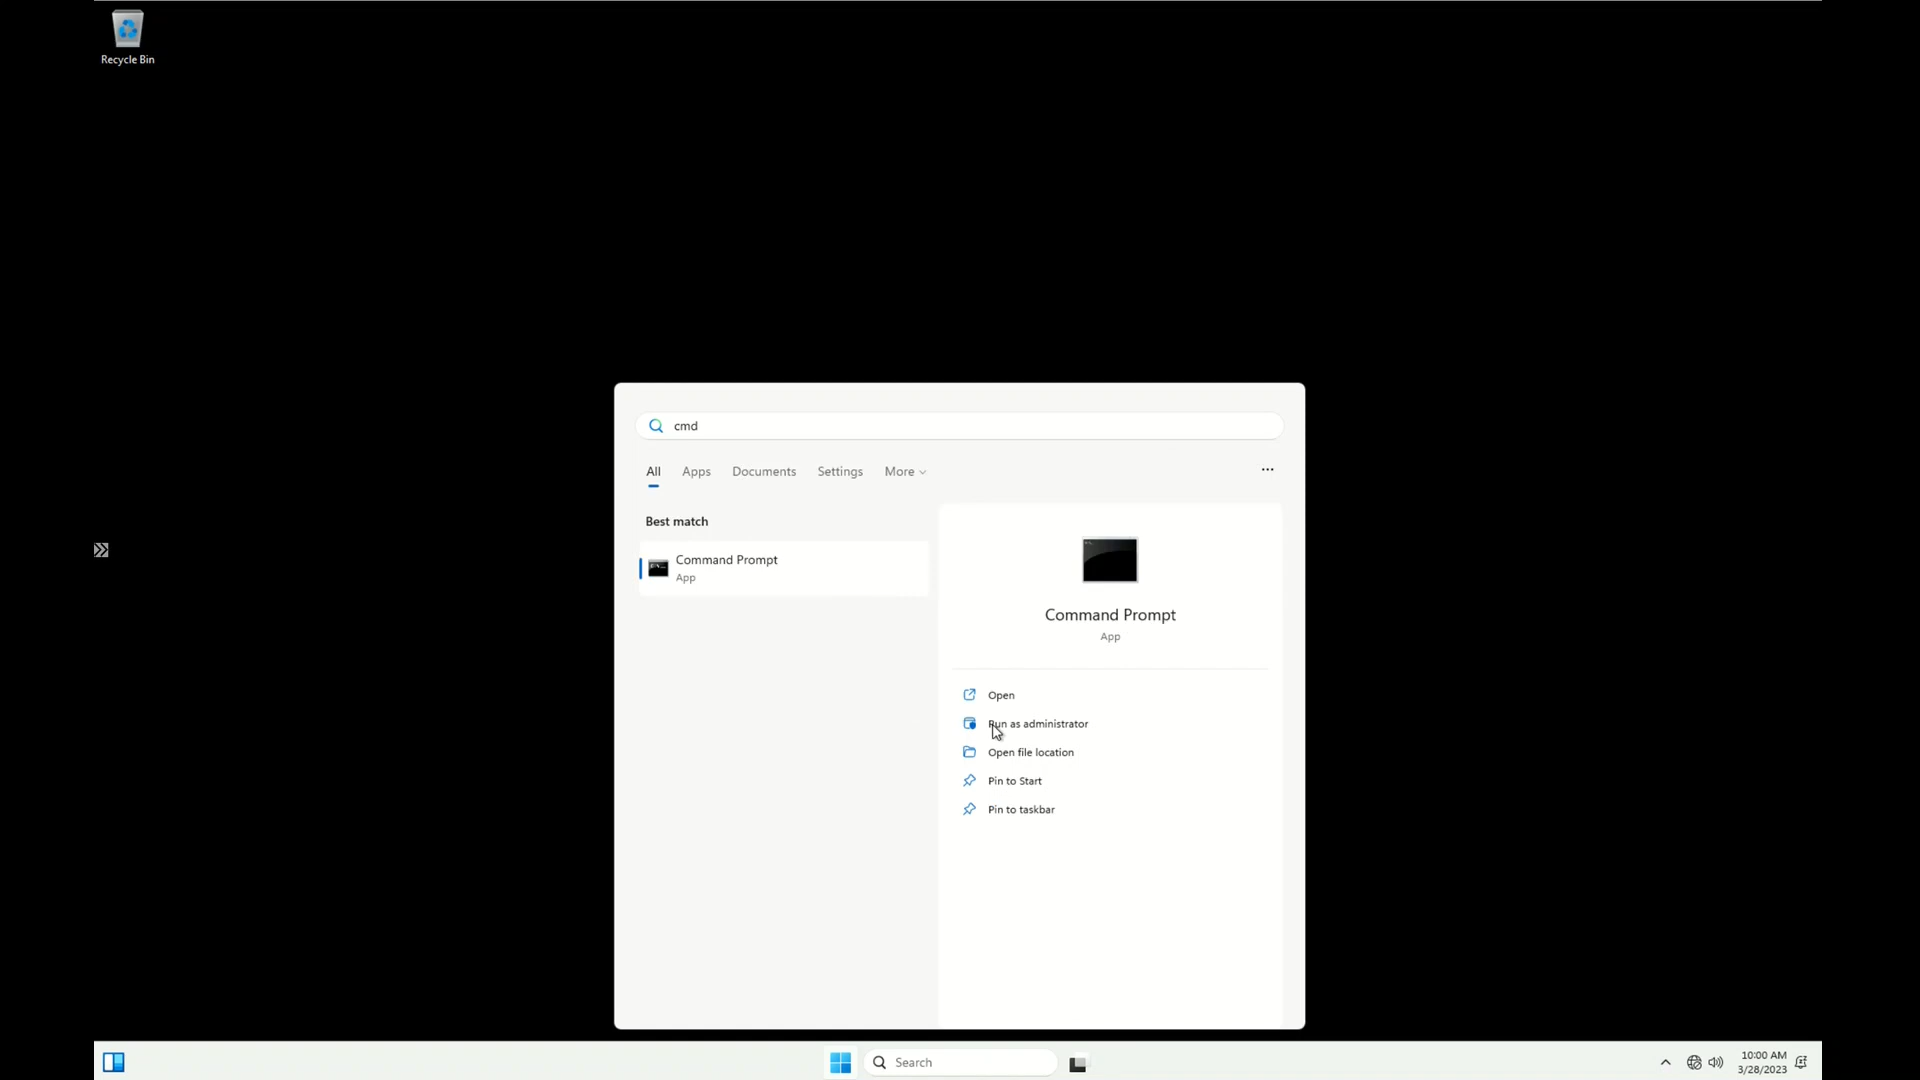 Recycle Bin
cmd
All Apps Documents Settings More
Best match
Command Prompt
App
Command Prompt
App
Open
Run as administrator
Open file location
Pin to Start
Pin to taskbar
Search
10:00 AM
3/28/2023